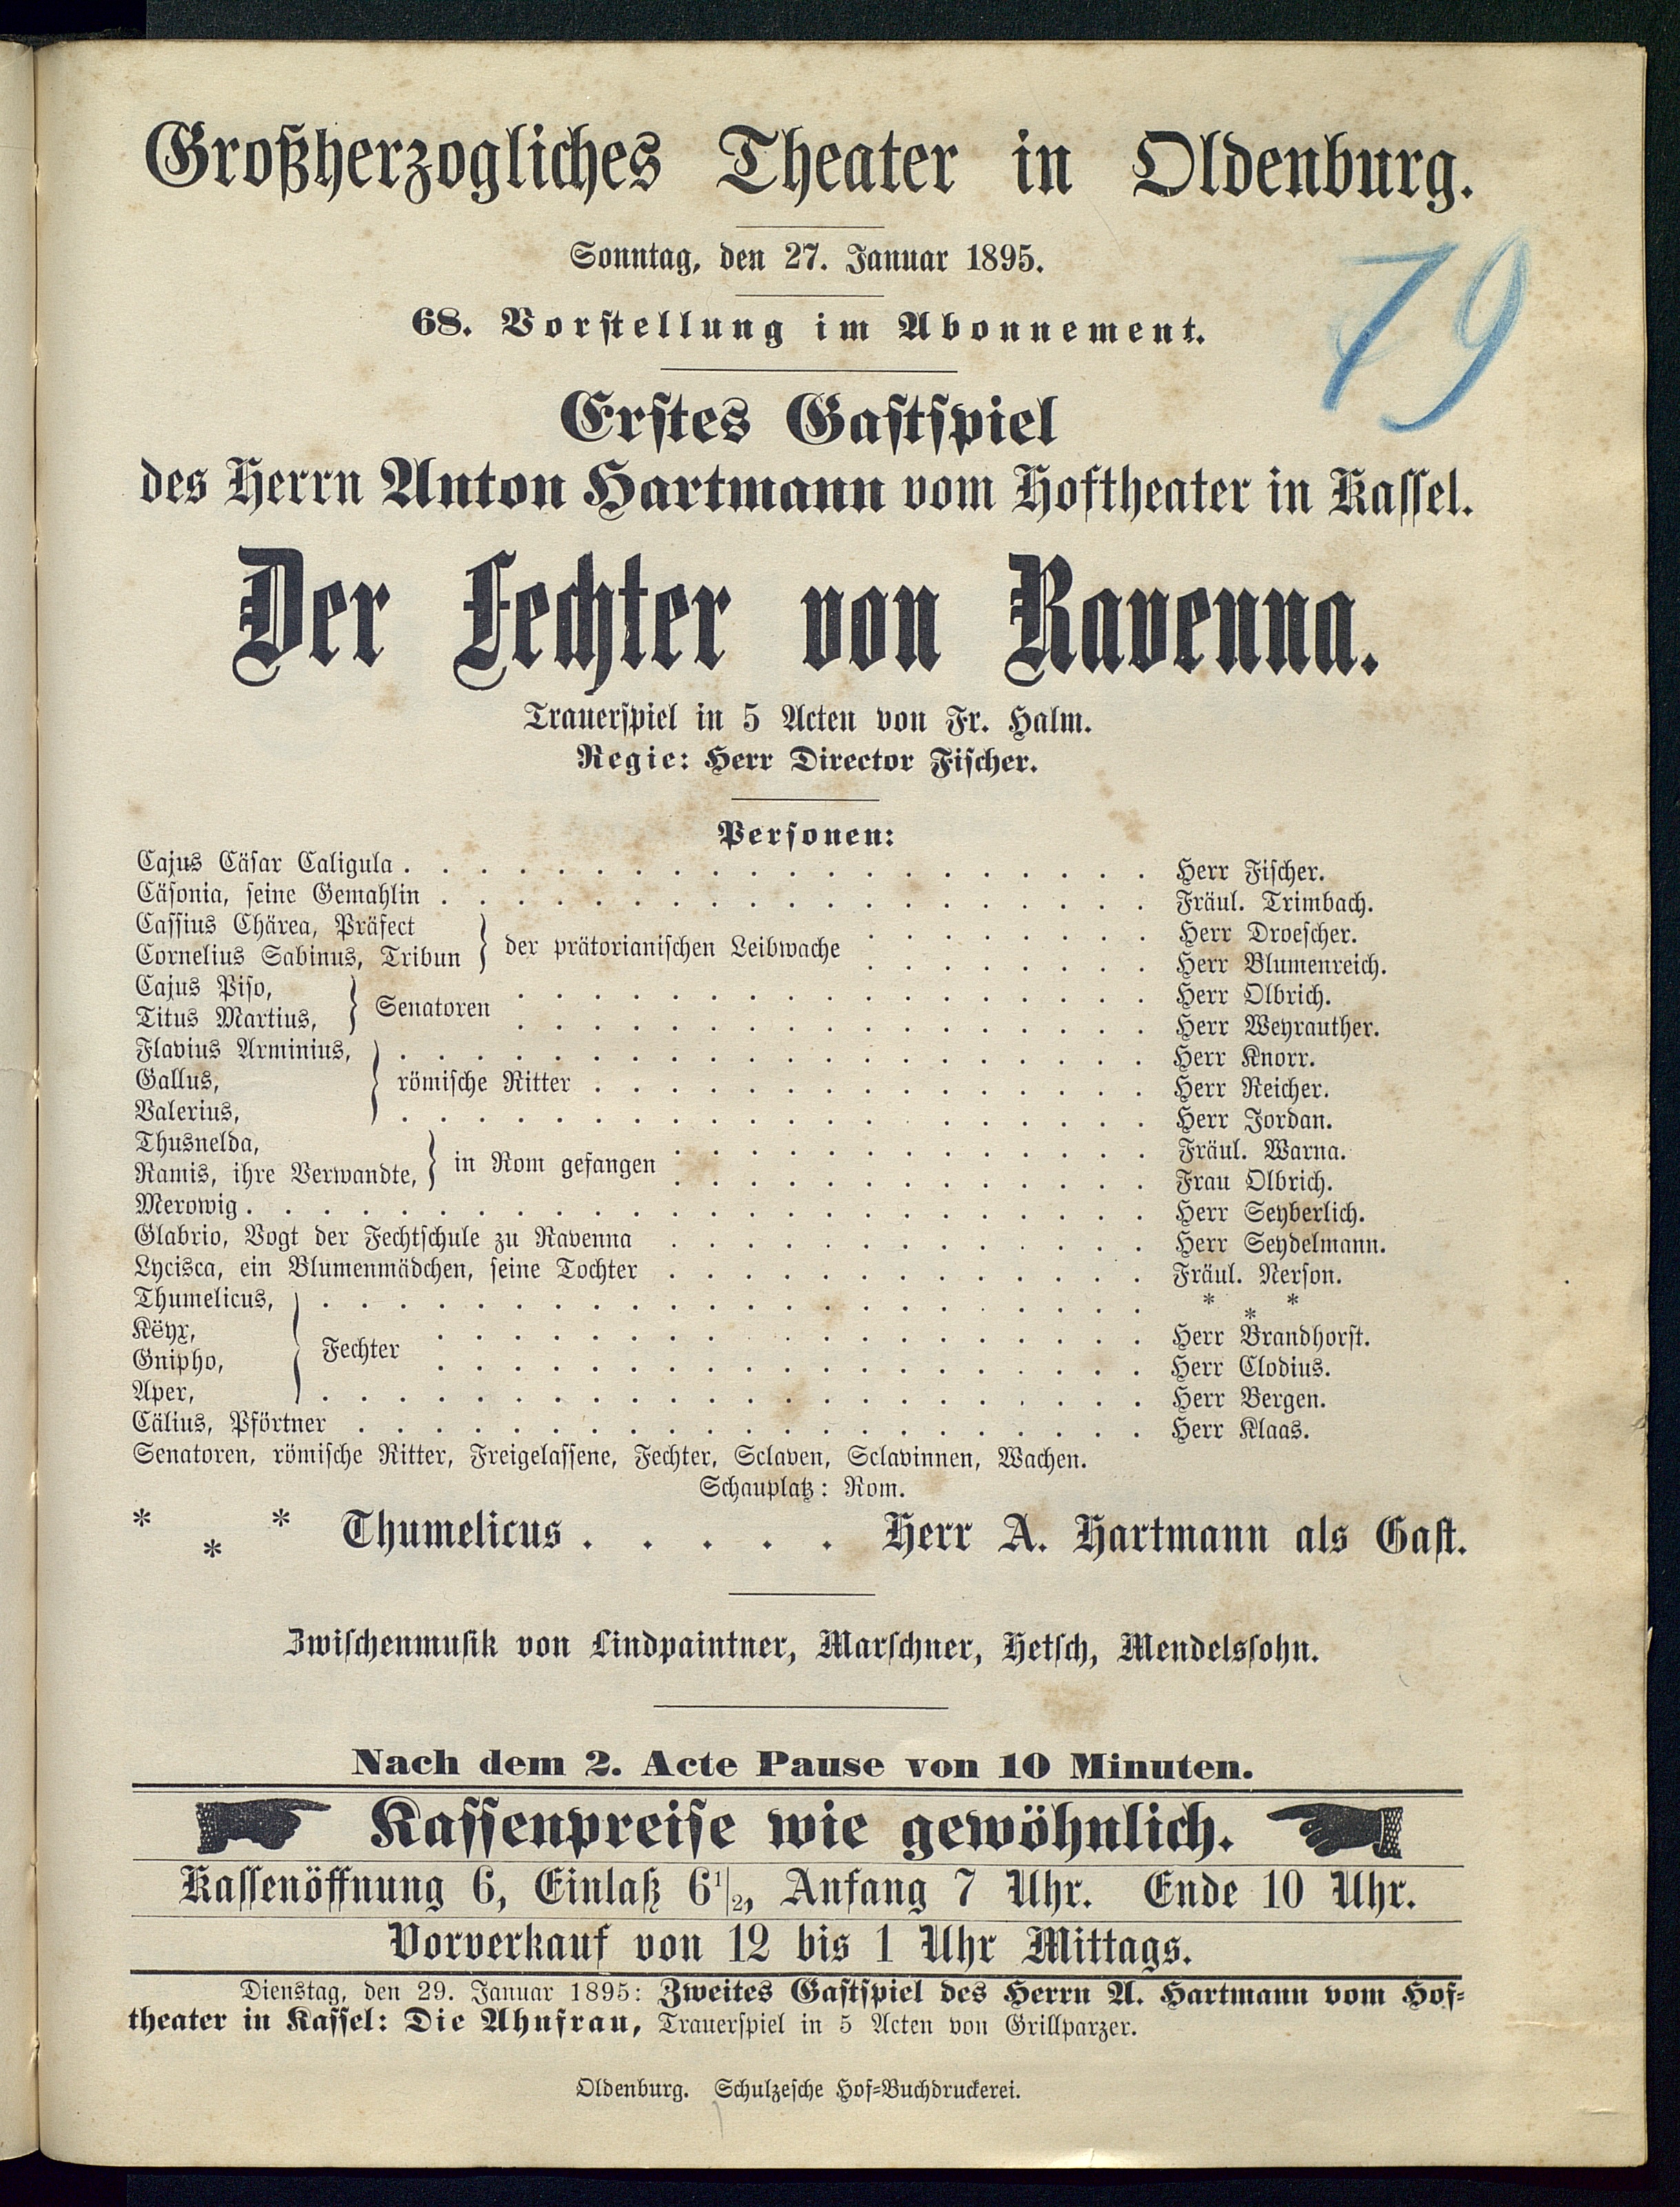 Großherzogliches Theater in Oldenburg.
Sonntag, den 27. Januar 1895.
79
68. Vorstellung im Abonnement.
Erstes Gastspiel
des Herrn Anton Hartmann vom Hoftheater in Kassel.
Der Fechter von Ravenna.
Trauerspiel in 5 Acten von Fr. Halm.
Regie: Herr Director Fischer.
Personen:
Cajus Cäsar Caligula . . . . . . . . . . Herr Fischer.
Cäsonia, seine Gemahlin . . . . . . . . . . Fräul. Trimbach.
Cassius Chärea, Präfect } der prätorianischen Leibwache . . . . . . . . Herr Droescher.
Cornelius Sabinus, Tribun } . . . . . . . . Herr Blumenreich.
Cajus Piso, } Senatoren . . . . . . . . . . Herr Olbrich.
Titus Martius, } . . . . . . . . . . Herr Weyrauther.
Flavius Arminius, } . . . . . . . . . . Herr Knorr.
Gallus, } römische Ritter . . . . . . . . . . Herr Reicher.
Valerius, } . . . . . . . . . . Herr Jordan.
Thusnelda, } in Rom gefangen . . . . . . . . . . Fräul. Warna.
Ramis, ihre Verwandte, } . . . . . . . . . . Frau Olbrich.
Merowig . . . . . . . . . . Herr Seyberlich.
Glabrio, Vogt der Fechtschule zu Ravenna . . . . . . . . . . Herr Seydelmann.
Lycisca, ein Blumenmädchen, seine Tochter . . . . . . . . . . Fräul. Nerson.
Thumelicus, } . . . . . . . . . . * * *
Këyx, } Fechter . . . . . . . . . . Herr Brandhorst.
Gnipho, } . . . . . . . . . . Herr Clodius.
Aper, } . . . . . . . . . . Herr Bergen.
Cälius, Pförtner . . . . . . . . . . Herr Klaas.
Senatoren, römische Ritter, Freigelassene, Fechter, Sclaven, Sclavinnen, Wachen.
Schauplatz: Rom.
* * * Thumelicus . . . . . Herr A. Hartmann als Gast.
Zwischenmusik von Lindpaintner, Marschner, Hetsch, Mendelssohn.
Nach dem 2. Acte Pause von 10 Minuten.
Kassenpreise wie gewöhnlich.
Kassenöffnung 6, Einlaß 6 1/2, Anfang 7 Uhr. Ende 10 Uhr.
Vorverkauf von 12 bis 1 Uhr Mittags.
Dienstag, den 29. Januar 1895: Zweites Gastspiel des Herrn A. Hartmann vom Hof-
theater in Kassel: Die Ahnfrau, Trauerspiel in 5 Acten von Grillparzer.
Oldenburg. Schulzesche Hof-Buchdruckerei.